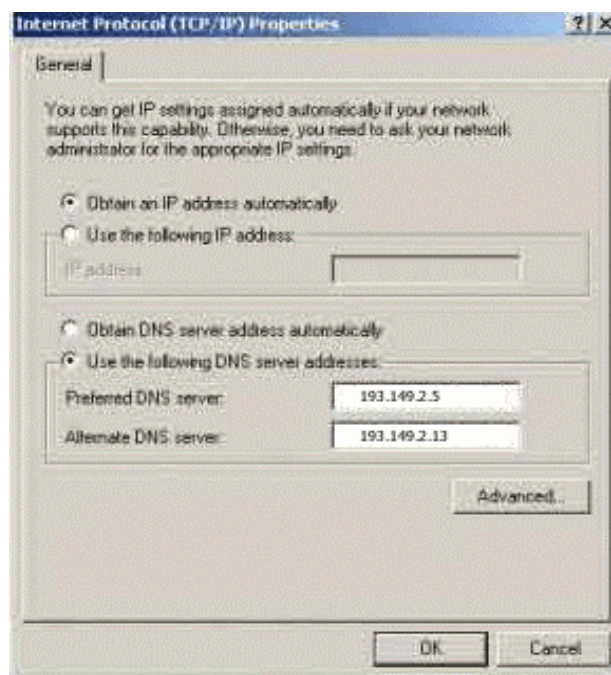 Internet Protocol (TCP/IP) Properties
General
You can get IP settings assigned automatically if your network
supports this capability. Otherwise, you need to ask your network
administrator for the appropriate IP settings.
Obtain an IP address automatically
Use the following IP address:
IP address:
Obtain DNS server address automatically
Use the following DNS server addresses:
Preferred DNS server: 193.149.2.5
Alternate DNS server: 193.149.2.13
Advanced...
OK Cancel